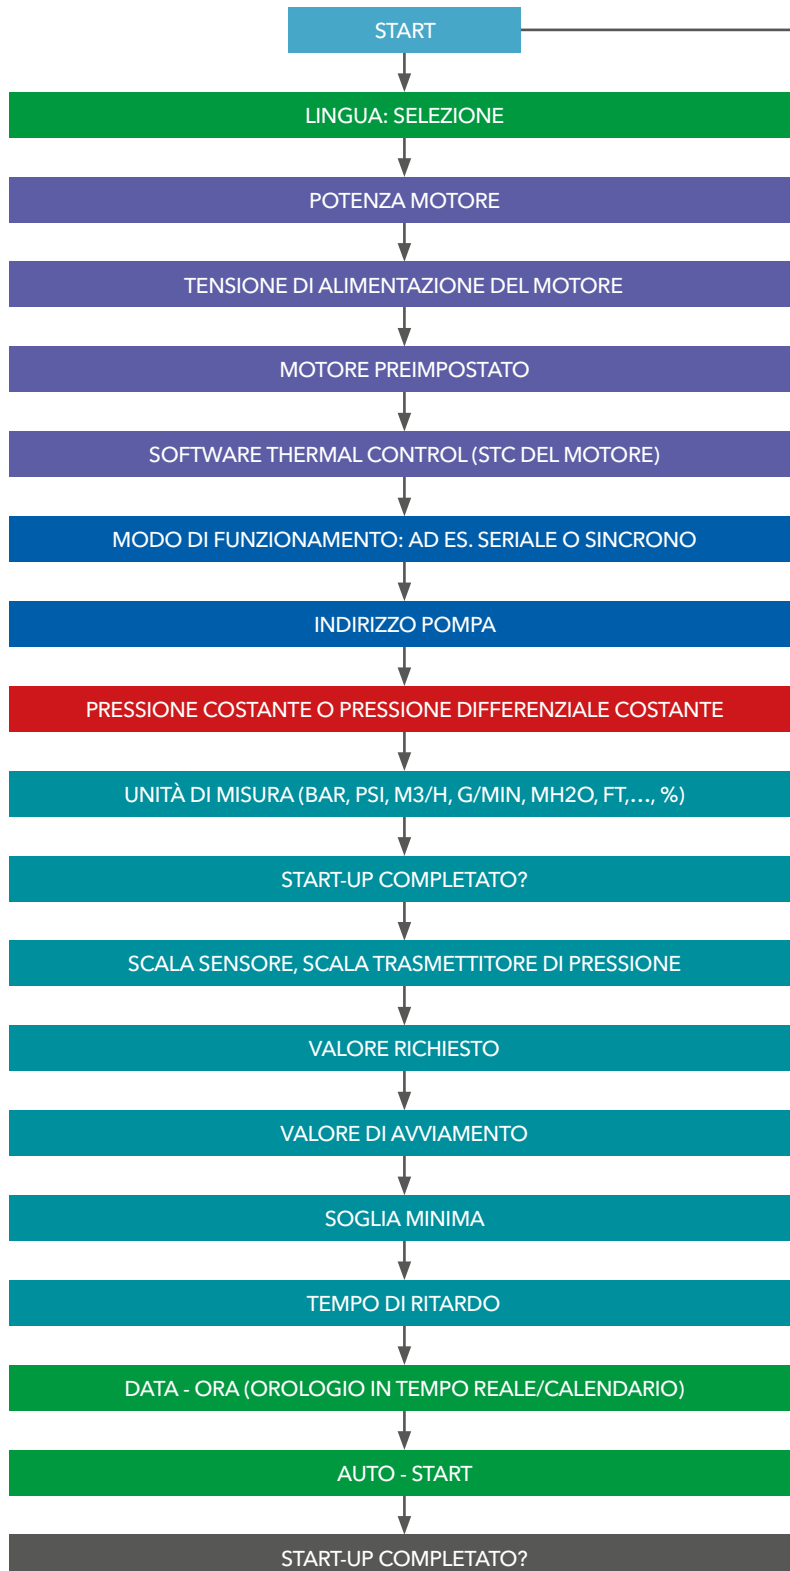 START
LINGUA: SELEZIONE
POTENZA MOTORE
TENSIONE DI ALIMENTAZIONE DEL MOTORE
MOTORE PREIMPOSTATO
SOFTWARE THERMAL CONTROL (STC DEL MOTORE)
MODO DI FUNZIONAMENTO: AD ES. SERIALE O SINCRONO
INDIRIZZO POMPA
PRESSIONE COSTANTE O PRESSIONE DIFFERENZIALE COSTANTE
UNITÀ DI MISURA (BAR, PSI, M3/H, G/MIN, MH2O, FT,…, %)
START-UP COMPLETATO?
SCALA SENSORE, SCALA TRASMETTITORE DI PRESSIONE
VALORE RICHIESTO
VALORE DI AVVIAMENTO
SOGLIA MINIMA
TEMPO DI RITARDO
DATA - ORA (OROLOGIO IN TEMPO REALE/CALENDARIO)
AUTO - START
START-UP COMPLETATO?